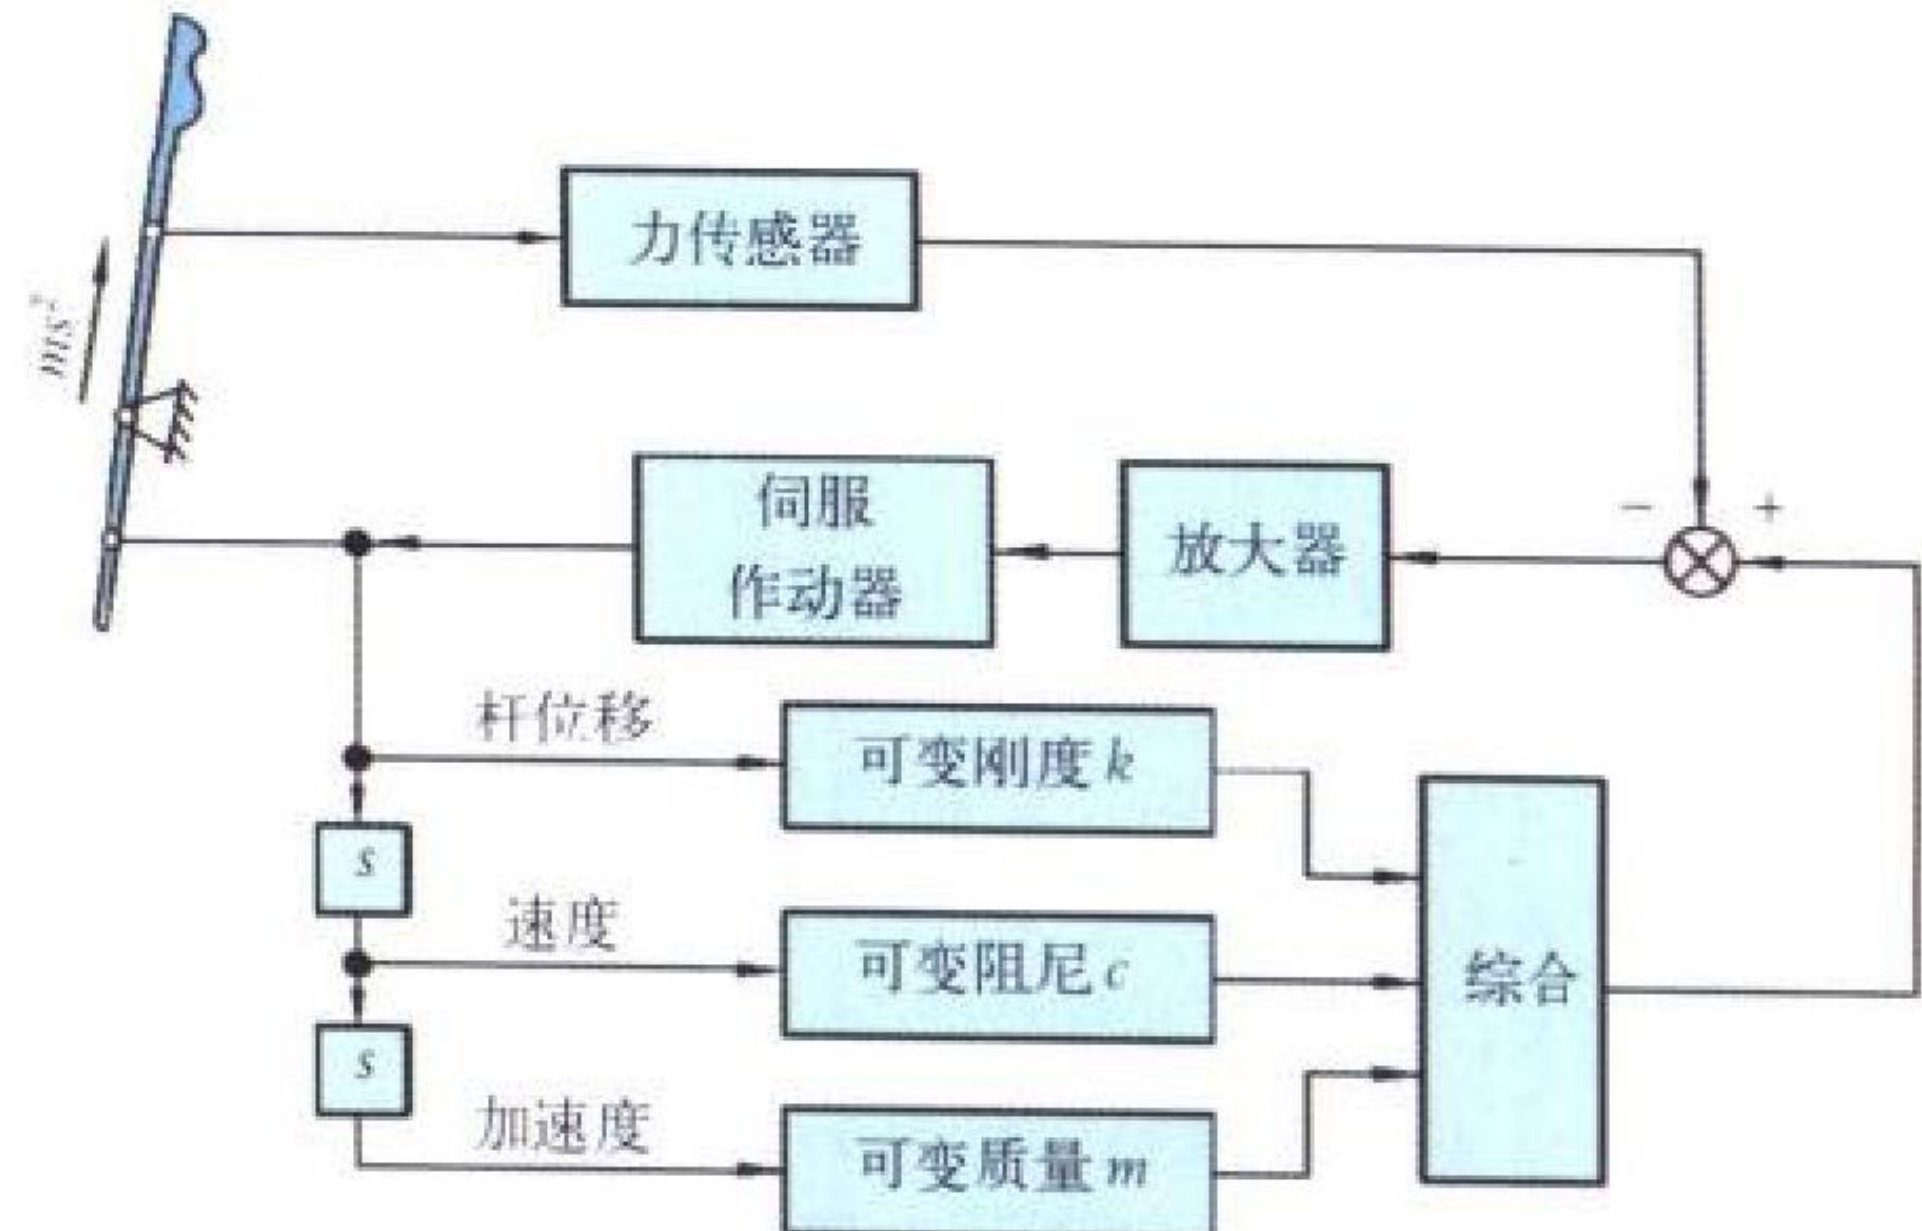 力传感器
ms²
伺服
作动器
放大器
− +
杆位移
可变刚度 k
s
速度
可变阻尼 c
综合
s
加速度
可变质量 m